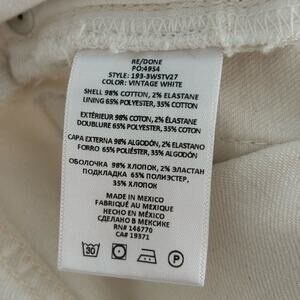 RE/DONE
PO:4954
STYLE: 193-3WSTV27
COLOR: VINTAGE WHITE
SHELL 98% COTTON, 2% ELASTANE
LINING 65% POLYESTER, 35% COTTON
EXTÉRIEUR 98% COTON, 2% ÉLASTANE
DOUBLURE 65% POLYESTER, 35% COTON
CAPA EXTERNA 98% ALGODÓN, 2% ELASTANO
FORRO 65% POLIÉSTER, 35% ALGODÓN
ОБОЛОЧКА 98% ХЛОПОК, 2% ЭЛАСТАН
ПОДКЛАДКА 65% ПОЛИЭСТЕР,
35% ХЛОПОК
MADE IN MEXICO
FABRIQUÉ AU MEXIQUE
HECHO EN MÉXICO
СДЕЛАНО В МЕКСИКЕ
RN# 146770
CA# 19371
30
P